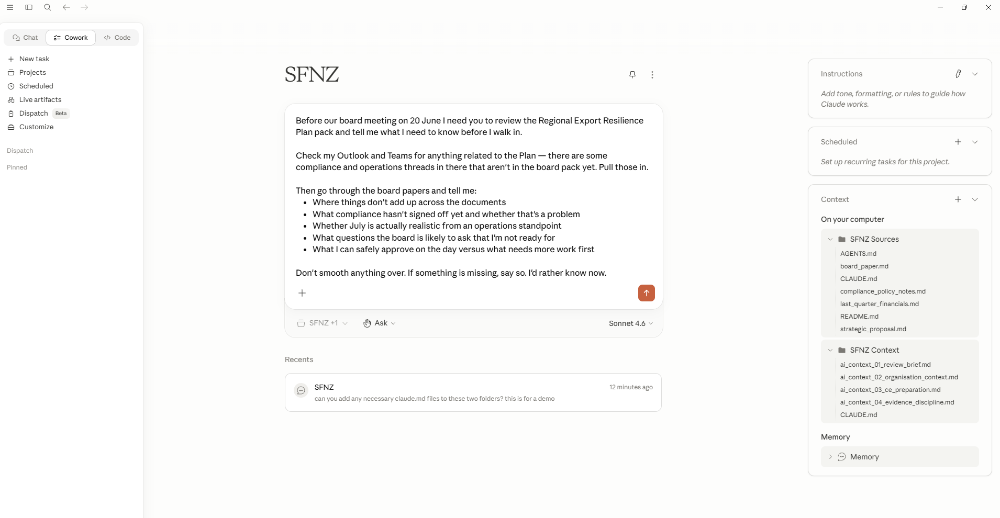 Chat
Cowork
Code
New task
Projects
Scheduled
Live artifacts
Dispatch Beta
Customize
Dispatch
Pinned
SFNZ
Before our board meeting on 20 June I need you to review the Regional Export Resilience
Plan pack and tell me what I need to know before I walk in.
Check my Outlook and Teams for anything related to the Plan — there are some
compliance and operations threads in there that aren't in the board pack yet. Pull those in.
Then go through the board papers and tell me:
• Where things don't add up across the documents
• What compliance hasn't signed off yet and whether that's a problem
• Whether July is actually realistic from an operations standpoint
• What questions the board is likely to ask that I'm not ready for
• What I can safely approve on the day versus what needs more work first
Don't smooth anything over. If something is missing, say so. I'd rather know now.
SFNZ +1
Ask
Sonnet 4.6
Recents
SFNZ
12 minutes ago
can you add any necessary claude.md files to these two folders? this is for a demo
Instructions
Add tone, formatting, or rules to guide how
Claude works.
Scheduled
Set up recurring tasks for this project.
Context
On your computer
SFNZ Sources
AGENTS.md
board_paper.md
CLAUDE.md
compliance_policy_notes.md
last_quarter_financials.md
README.md
strategic_proposal.md
SFNZ Context
ai_context_01_review_brief.md
ai_context_02_organisation_context.md
ai_context_03_ce_preparation.md
ai_context_04_evidence_discipline.md
CLAUDE.md
Memory
Memory